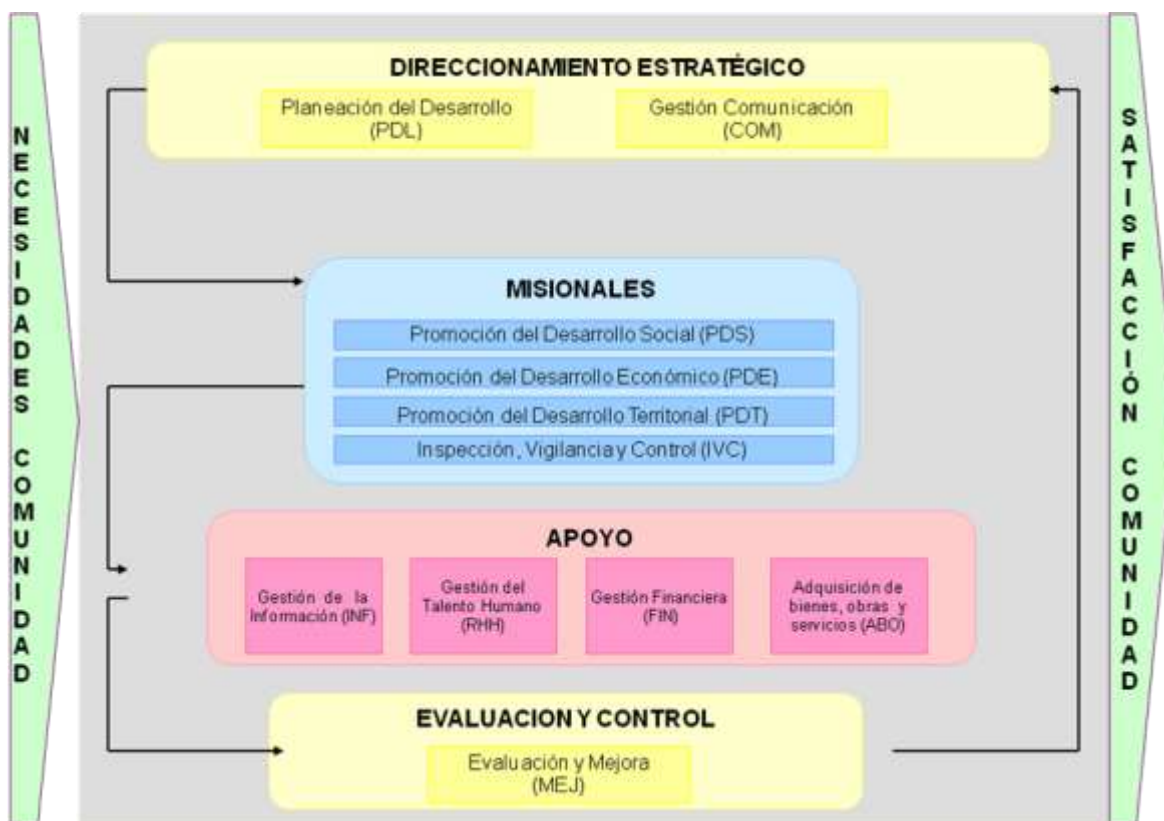 NECESIDADES COMUNIDAD
DIRECCIONAMIENTO ESTRATÉGICO
Planeación del Desarrollo
(PDL)
Gestión Comunicación
(COM)
MISIONALES
Promoción del Desarrollo Social (PDS)
Promoción del Desarrollo Económico (PDE)
Promoción del Desarrollo Territorial (PDT)
Inspección, Vigilancia y Control (IVC)
APOYO
Gestión de la
Información (INF)
Gestión del
Talento Humano
(RHH)
Gestión Financiera
(FIN)
Adquisición de
bienes, obras y
servicios (ABO)
EVALUACION Y CONTROL
Evaluación y Mejora
(MEJ)
SATISFACCIÓN COMUNIDAD